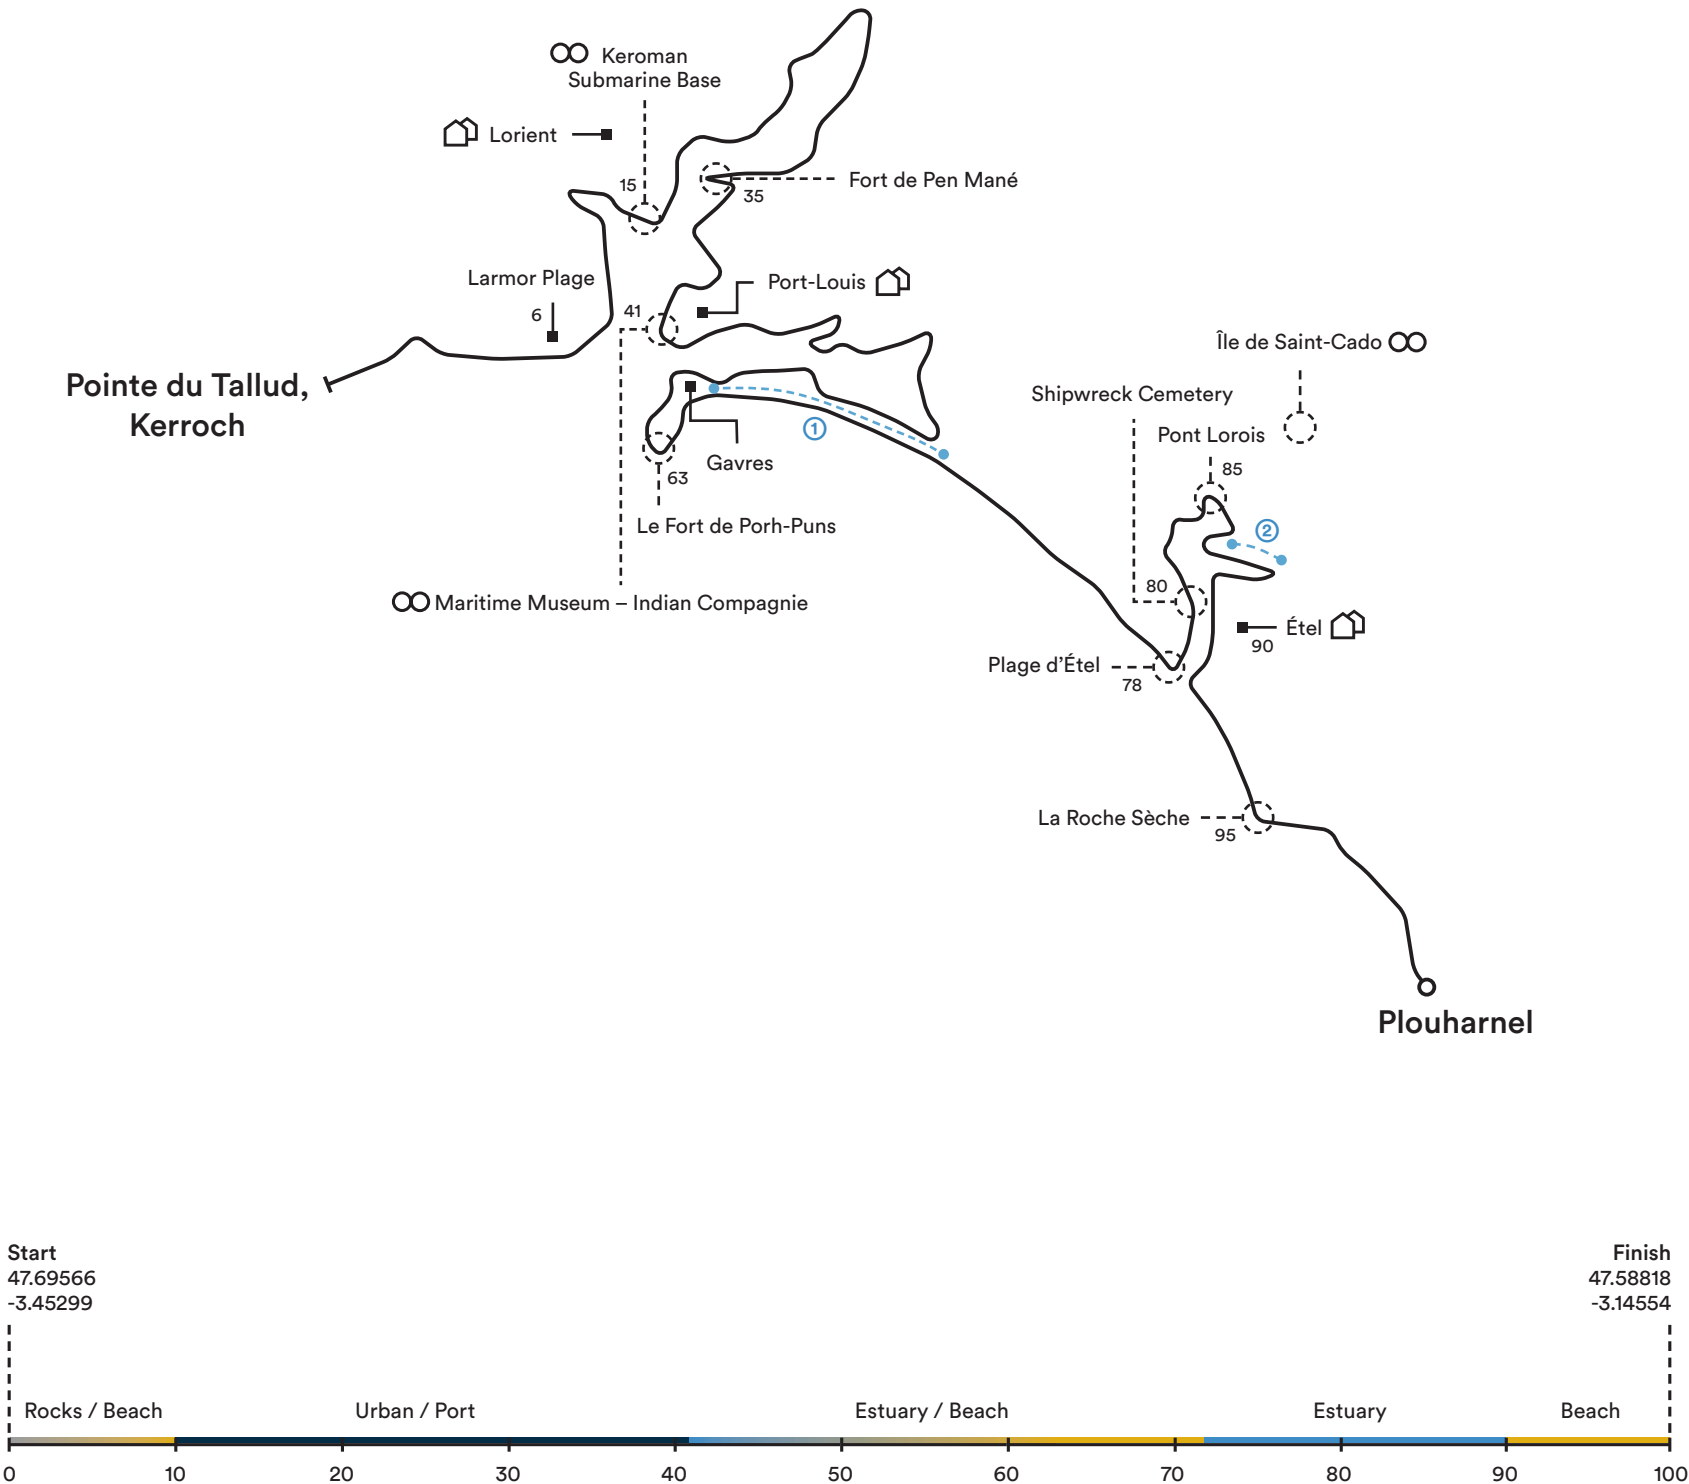 Keroman
Submarine Base
Lorient
15
Fort de Pen Mané
35
Larmor Plage
6
Port-Louis
41
Île de Saint-Cado
Pointe du Tallud,
Kerroch
Shipwreck Cemetery
1
Pont Lorois
85
Gavres
63
Le Fort de Porh-Puns
2
80
Maritime Museum – Indian Compagnie
Étel
90
Plage d'Étel
78
La Roche Sèche
95
Plouharnel
Start
47.69566
-3.45299
Finish
47.58818
-3.14554
Rocks / Beach
Urban / Port
Estuary / Beach
Estuary
Beach
0 10 20 30 40 50 60 70 80 90 100